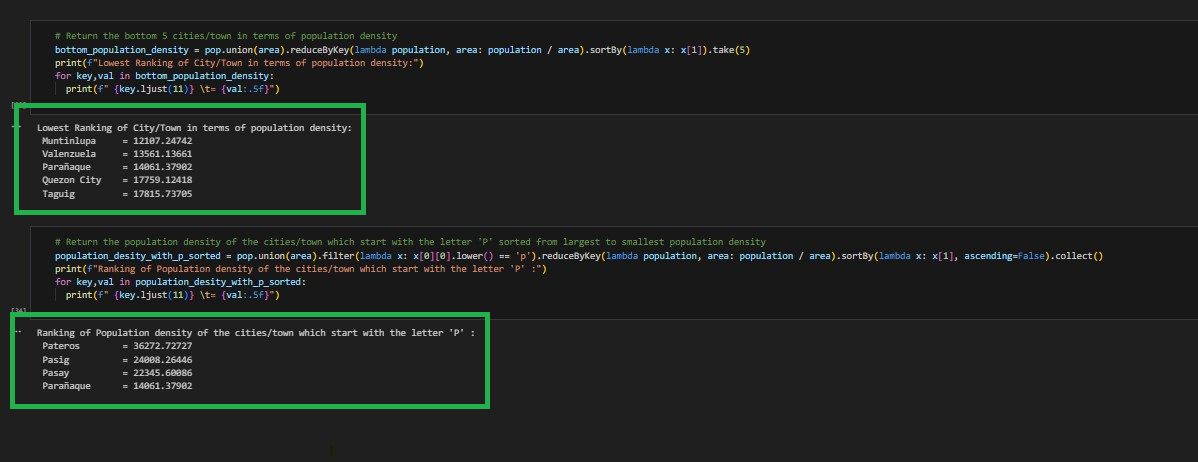 # Return the bottom 5 cities/town in terms of population density
bottom_population_density = pop.union(area).reduceByKey(lambda population, area: population / area).sortBy(lambda x: x[1]).take(5)
print(f"Lowest Ranking of City/Town in terms of population density:")
for key,val in bottom_population_density:
  print(f" {key.ljust(11)} \t= {val:.5f}")
Lowest Ranking of City/Town in terms of population density:
Muntinlupa = 12107.24742
Valenzuela = 13561.13661
Parañaque = 14061.37902
Quezon City = 17759.12418
Taguig = 17815.73705
# Return the population density of the cities/town which start with the letter 'P' sorted from largest to smallest population density
population_desity_with_p_sorted = pop.union(area).filter(lambda x: x[0][0].lower() == 'p').reduceByKey(lambda population, area: population / area).sortBy(lambda x: x[1], ascending=False).collect()
print(f"Ranking of Population density of the cities/town which start with the letter 'P' :")
for key,val in population_desity_with_p_sorted:
  print(f" {key.ljust(11)} \t= {val:.5f}")
Ranking of Population density of the cities/town which start with the letter 'P' :
Pateros = 36272.72727
Pasig = 24008.26446
Pasay = 22345.60086
Parañaque = 14061.37902